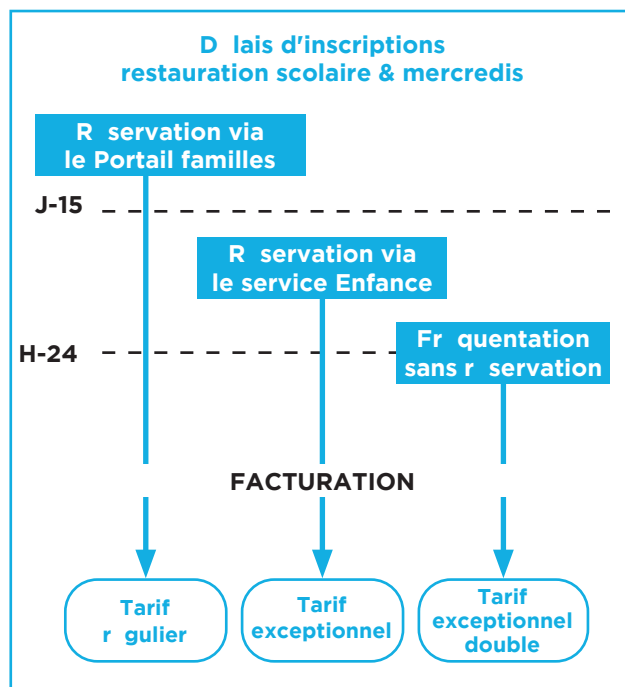 D lais d'inscriptions
restauration scolaire & mercredis
R servation via
le Portail familles
J-15
R servation via
le service Enfance
H-24
Fr quentation
sans r servation
FACTURATION
Tarif
r gulier
Tarif
exceptionnel
Tarif
exceptionnel
double